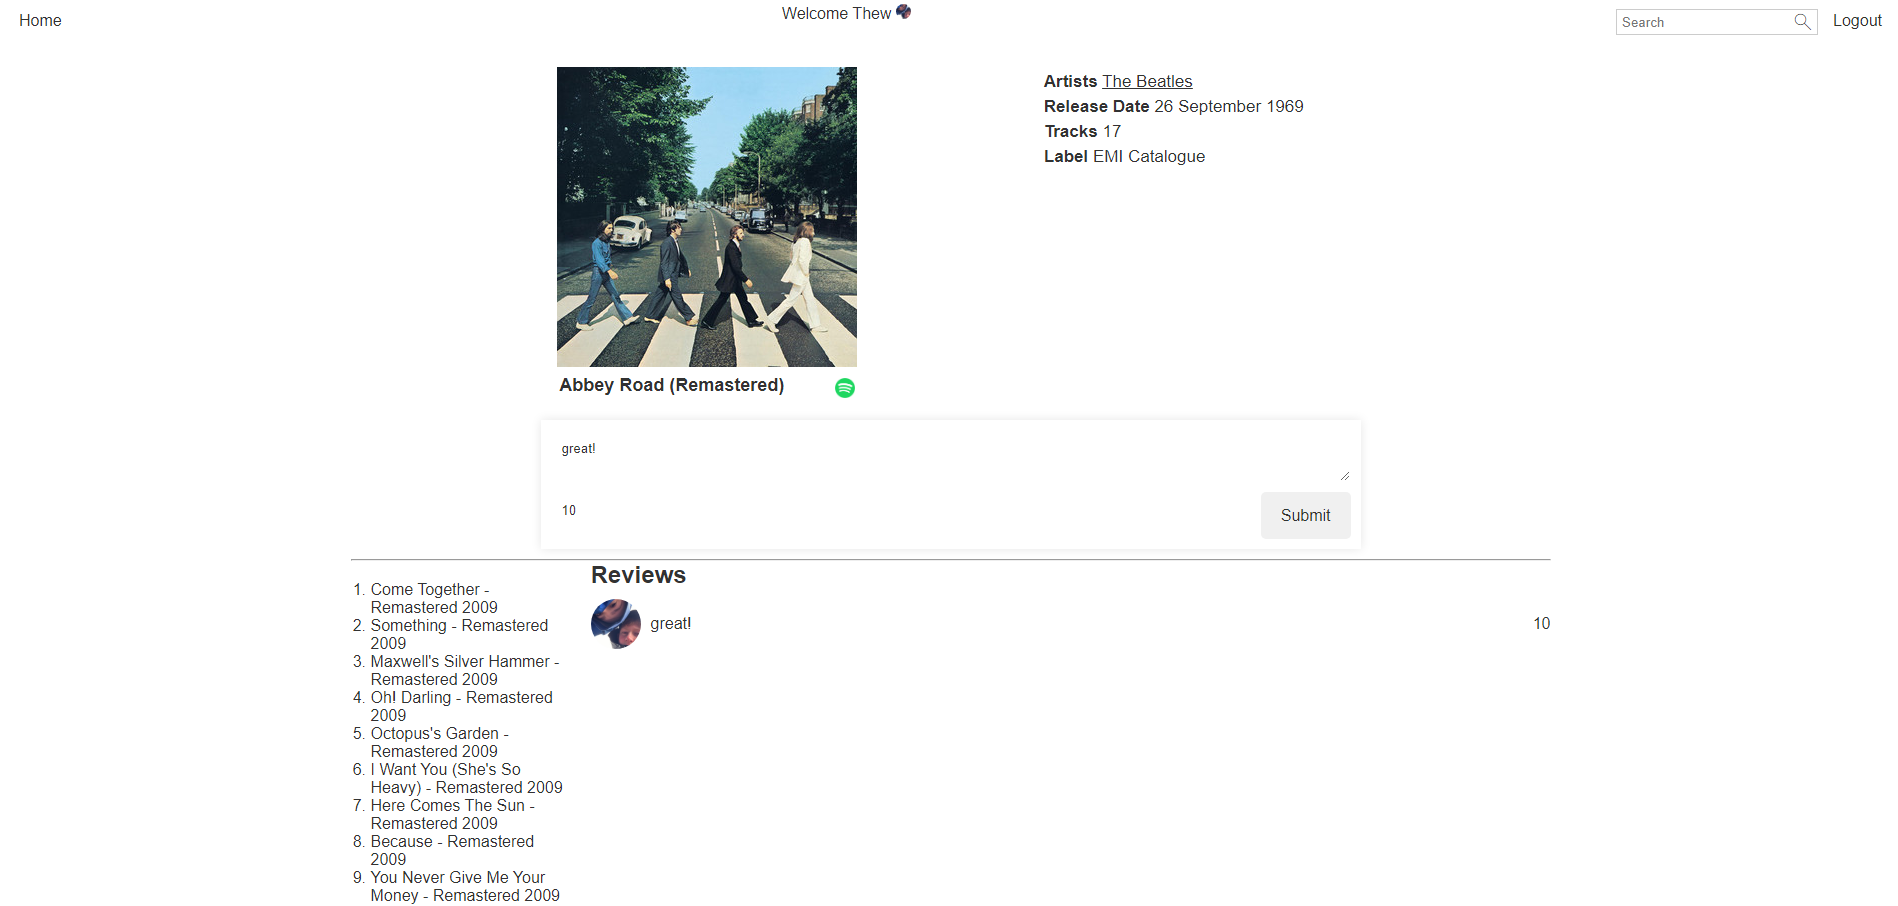 Home
Welcome Thew
Search
Logout
Artists The Beatles
Release Date 26 September 1969
Tracks 17
Label EMI Catalogue
Abbey Road (Remastered)
great!
10
Submit
Reviews
great!
10
1. Come Together -
Remastered 2009
2. Something - Remastered
2009
3. Maxwell's Silver Hammer -
Remastered 2009
4. Oh! Darling - Remastered
2009
5. Octopus's Garden -
Remastered 2009
6. I Want You (She's So
Heavy) - Remastered 2009
7. Here Comes The Sun -
Remastered 2009
8. Because - Remastered
2009
9. You Never Give Me Your
Money - Remastered 2009